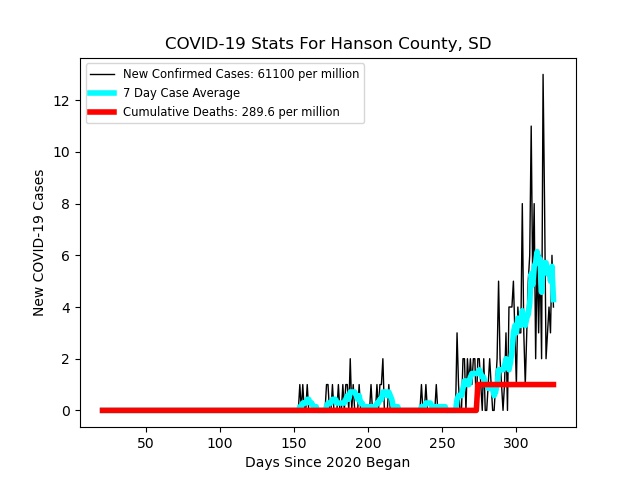 COVID-19 Stats For Hanson County, SD
New Confirmed Cases: 61100 per million
7 Day Case Average
Cumulative Deaths: 289.6 per million
New COVID-19 Cases
12
10
8
6
4
2
0
50 100 150 200 250 300
Days Since 2020 Began